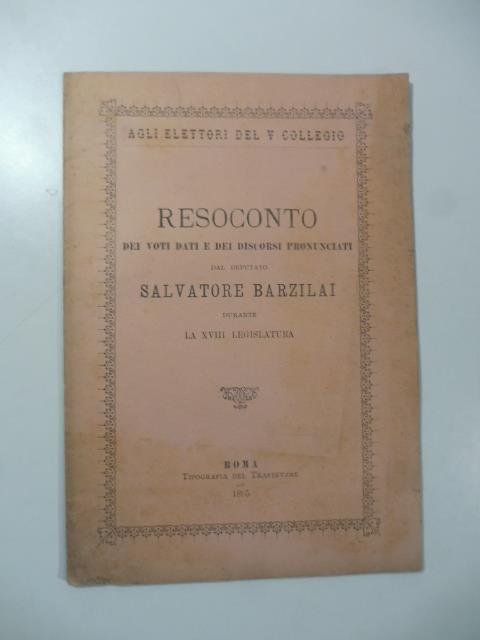 AGLI ELETTORI DEL V COLLEGIO
RESOCONTO
DEI VOTI DATI E DEI DISCORSI PRONUNCIATI
DAL DEPUTATO
SALVATORE BARZILAI
DURANTE
LA XVIII LEGISLATURA
ROMA
TIPOGRAFIA DEL TRASTEVERE
1895